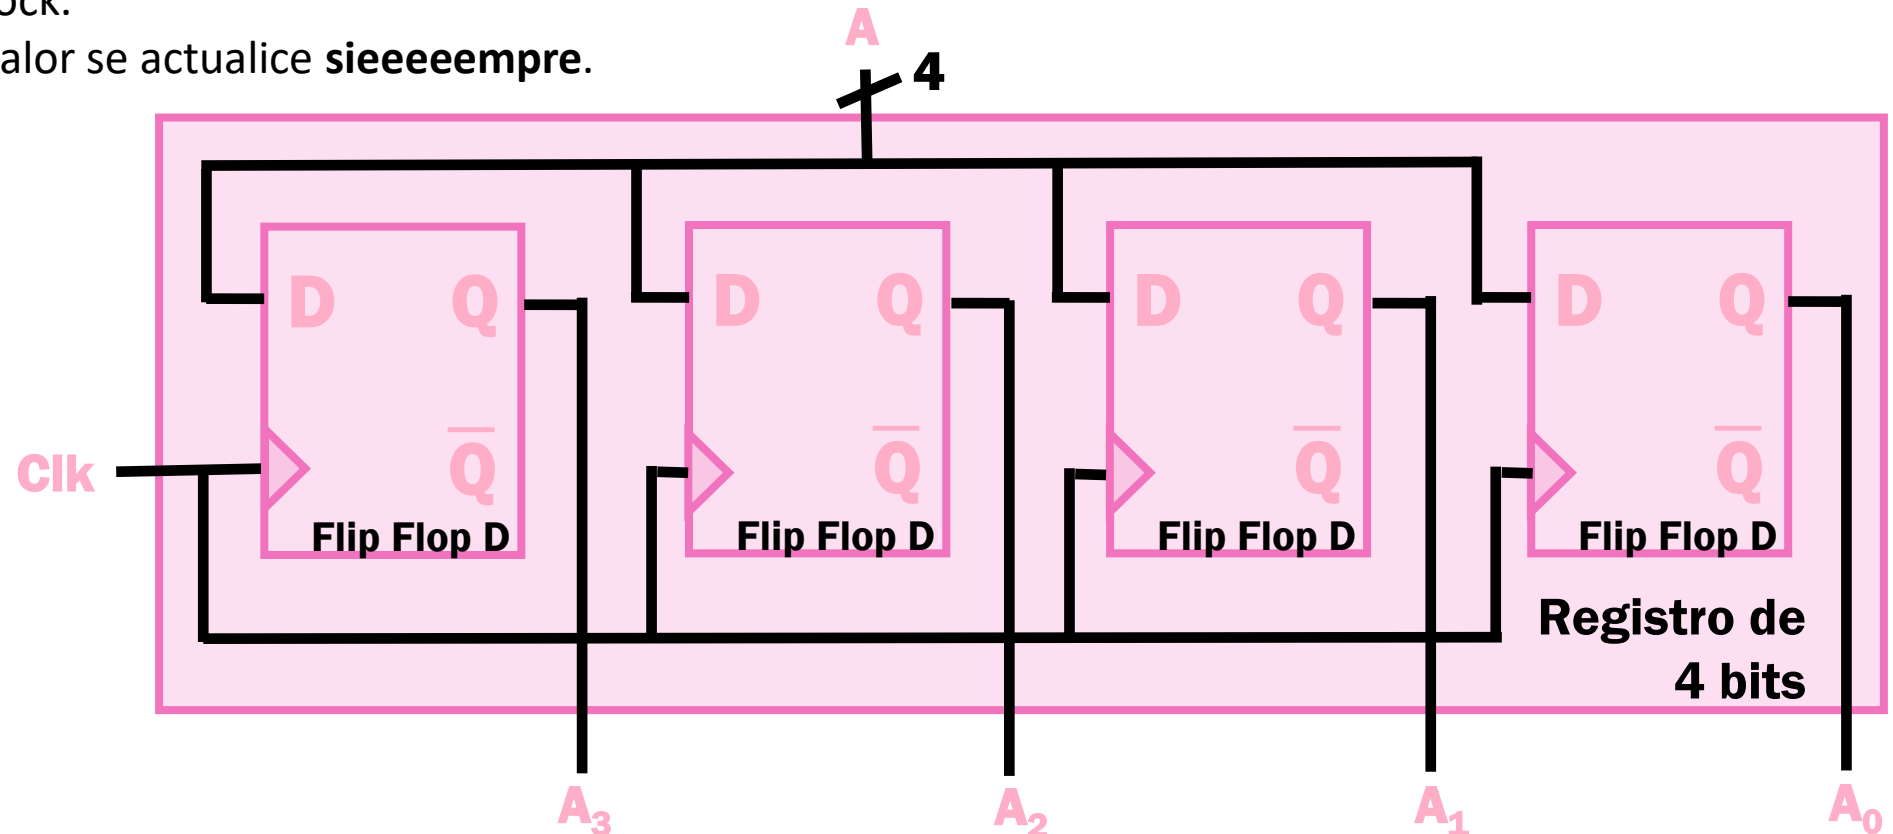 ock.
alor se actualice sieeeeempre.
A
4
D Q D Q D Q D Q
Clk
Q Q Q Q
Flip Flop D Flip Flop D Flip Flop D Flip Flop D
Registro de
4 bits
A3 A2 A1 A0